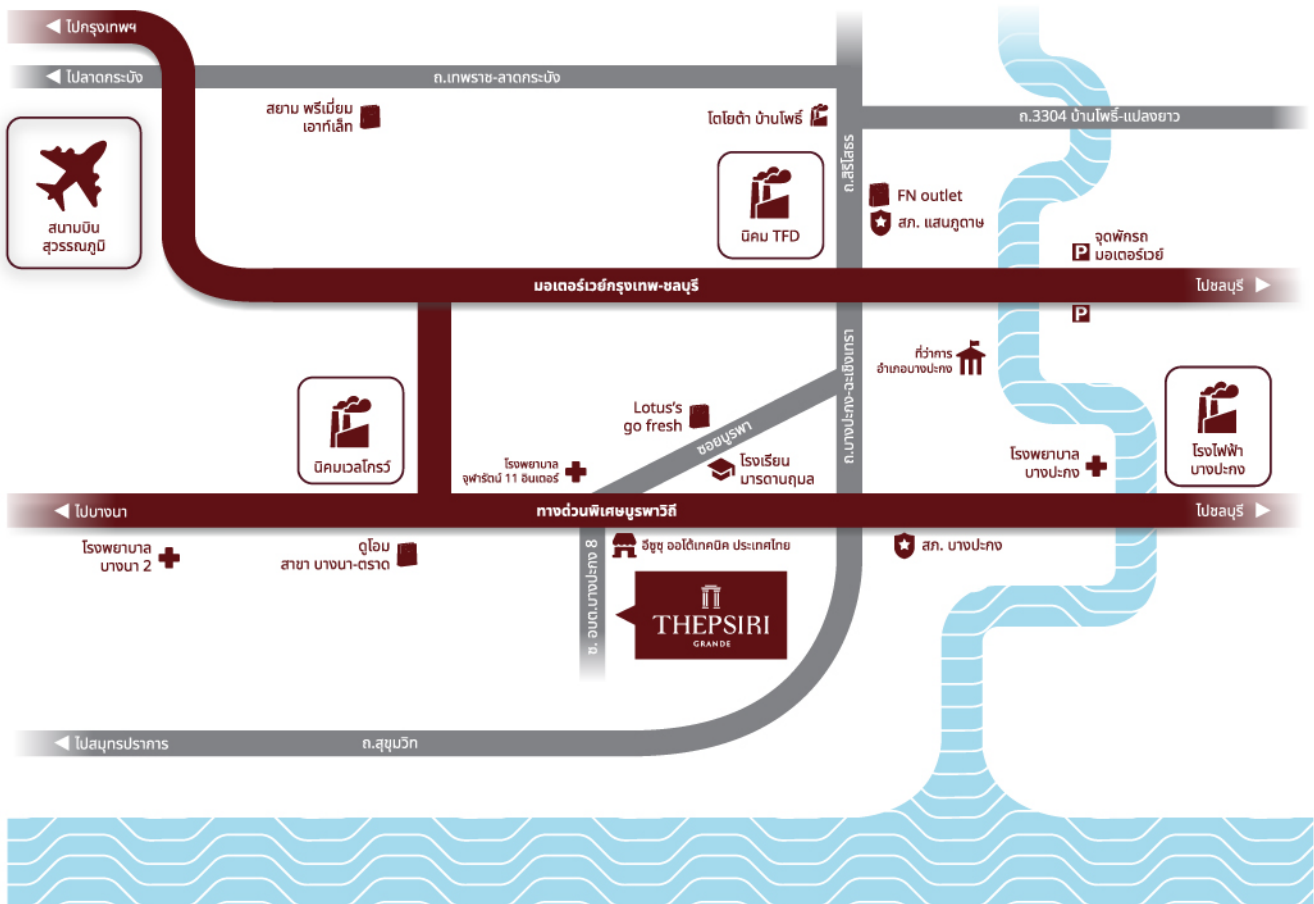 ไปกรุงเทพฯ
ไปลาดกระบัง
ถ.เทพราช-ลาดกระบัง
สยาม พรีเมี่ยม
เอาท์เล็ท
โตโยต้า บ้านโพธิ์
ถ.3304 บ้านโพธิ์-แปลงยาว
ถ.สิริโสธร
สนามบิน
สุวรรณภูมิ
นิคม TFD
FN outlet
สภ. แสนภูดาษ
จุดพักรถ
P มอเตอร์เวย์
มอเตอร์เวย์กรุงเทพ-ชลบุรี
ไปชลบุรี
P
ที่ว่าการ
อำเภอบางปะกง
ถ.บางปะกง-ฉะเชิงเทรา
Lotus's
go fresh
ซอยบูรพา
นิคมเวลโกรว์
โรงพยาบาล
จุฬารัตน์ 11 อินเตอร์
โรงเรียน
มารดานฤมล
โรงพยาบาล
บางปะกง
โรงไฟฟ้า
บางปะกง
ไปบางนา
ทางด่วนพิเศษบูรพาวิถี
ไปชลบุรี
โรงพยาบาล
บางนา 2
ดูโฮม
สาขา บางนา-ตราด
ซ. อบต.บางปะกง 8
อีซูซุ ออโต้เทคนิค ประเทศไทย
สภ. บางปะกง
THEPSIRI
GRANDE
ไปสมุทรปราการ
ถ.สุขุมวิท